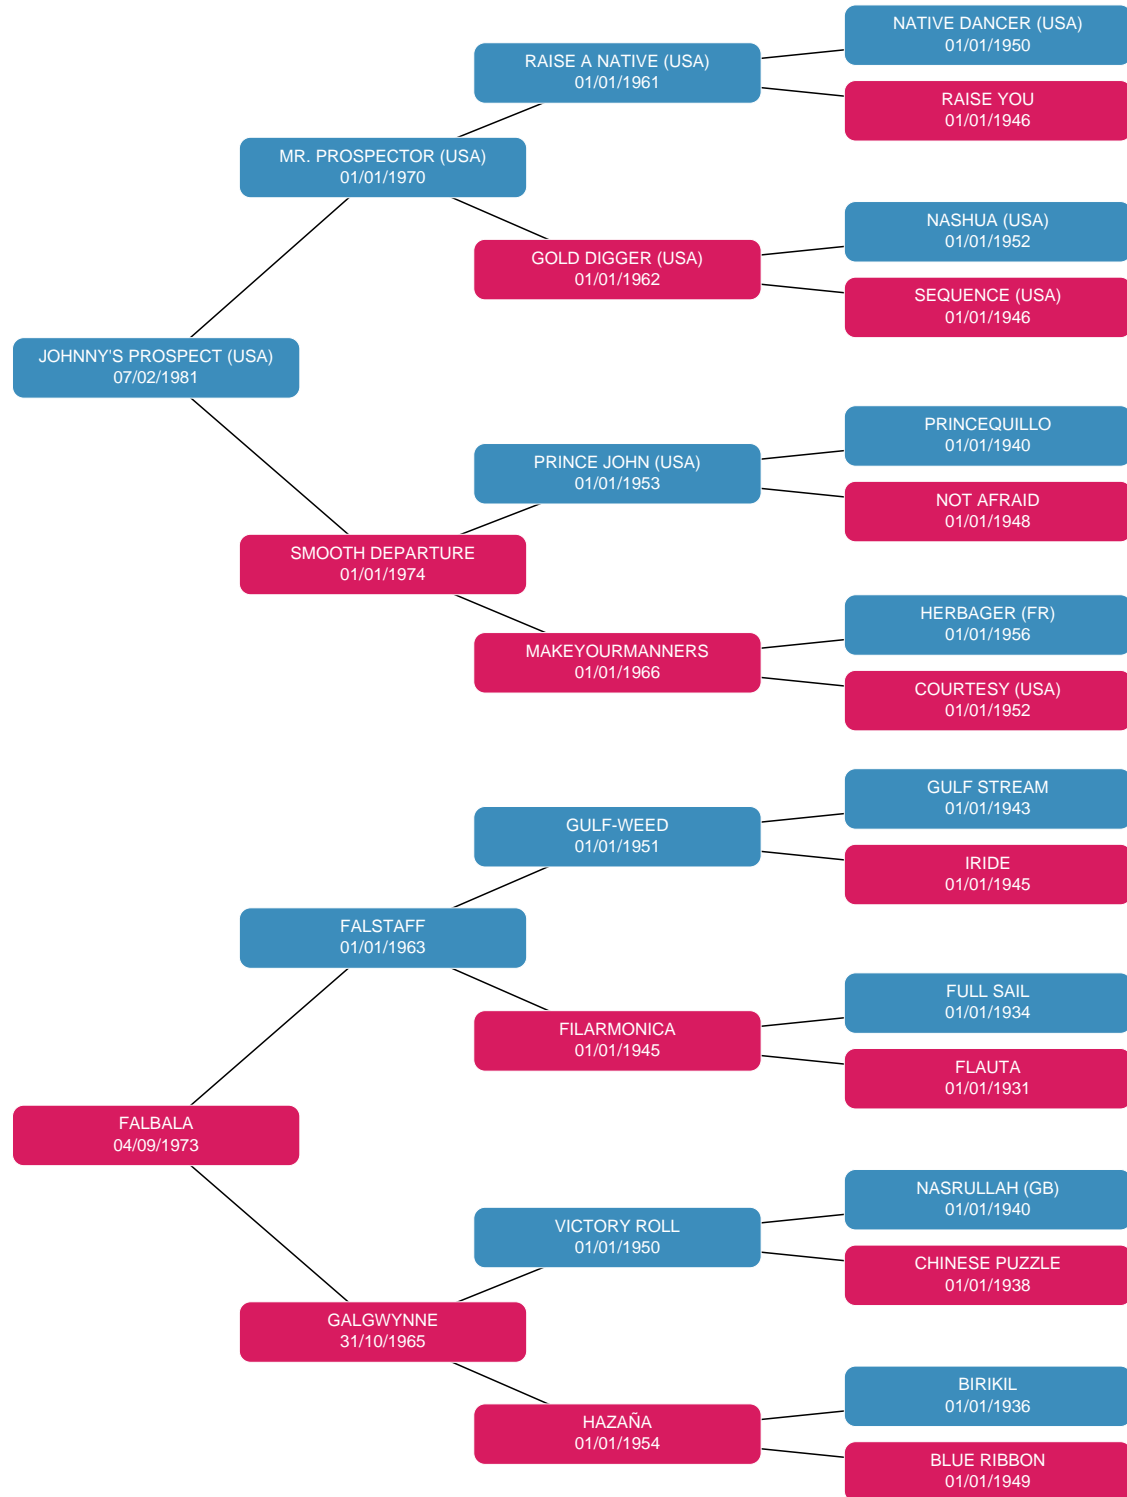 NATIVE DANCER (USA)
01/01/1950
RAISE A NATIVE (USA)
01/01/1961
RAISE YOU
01/01/1946
MR. PROSPECTOR (USA)
01/01/1970
NASHUA (USA)
01/01/1952
GOLD DIGGER (USA)
01/01/1962
SEQUENCE (USA)
01/01/1946
JOHNNY'S PROSPECT (USA)
07/02/1981
PRINCEQUILLO
01/01/1940
PRINCE JOHN (USA)
01/01/1953
NOT AFRAID
01/01/1948
SMOOTH DEPARTURE
01/01/1974
HERBAGER (FR)
01/01/1956
MAKEYOURMANNERS
01/01/1966
COURTESY (USA)
01/01/1952
GULF STREAM
01/01/1943
GULF-WEED
01/01/1951
IRIDE
01/01/1945
FALSTAFF
01/01/1963
FULL SAIL
01/01/1934
FILARMONICA
01/01/1945
FLAUTA
01/01/1931
FALBALA
04/09/1973
NASRULLAH (GB)
01/01/1940
VICTORY ROLL
01/01/1950
CHINESE PUZZLE
01/01/1938
GALGWYNNE
31/10/1965
BIRIKIL
01/01/1936
HAZAÑA
01/01/1954
BLUE RIBBON
01/01/1949